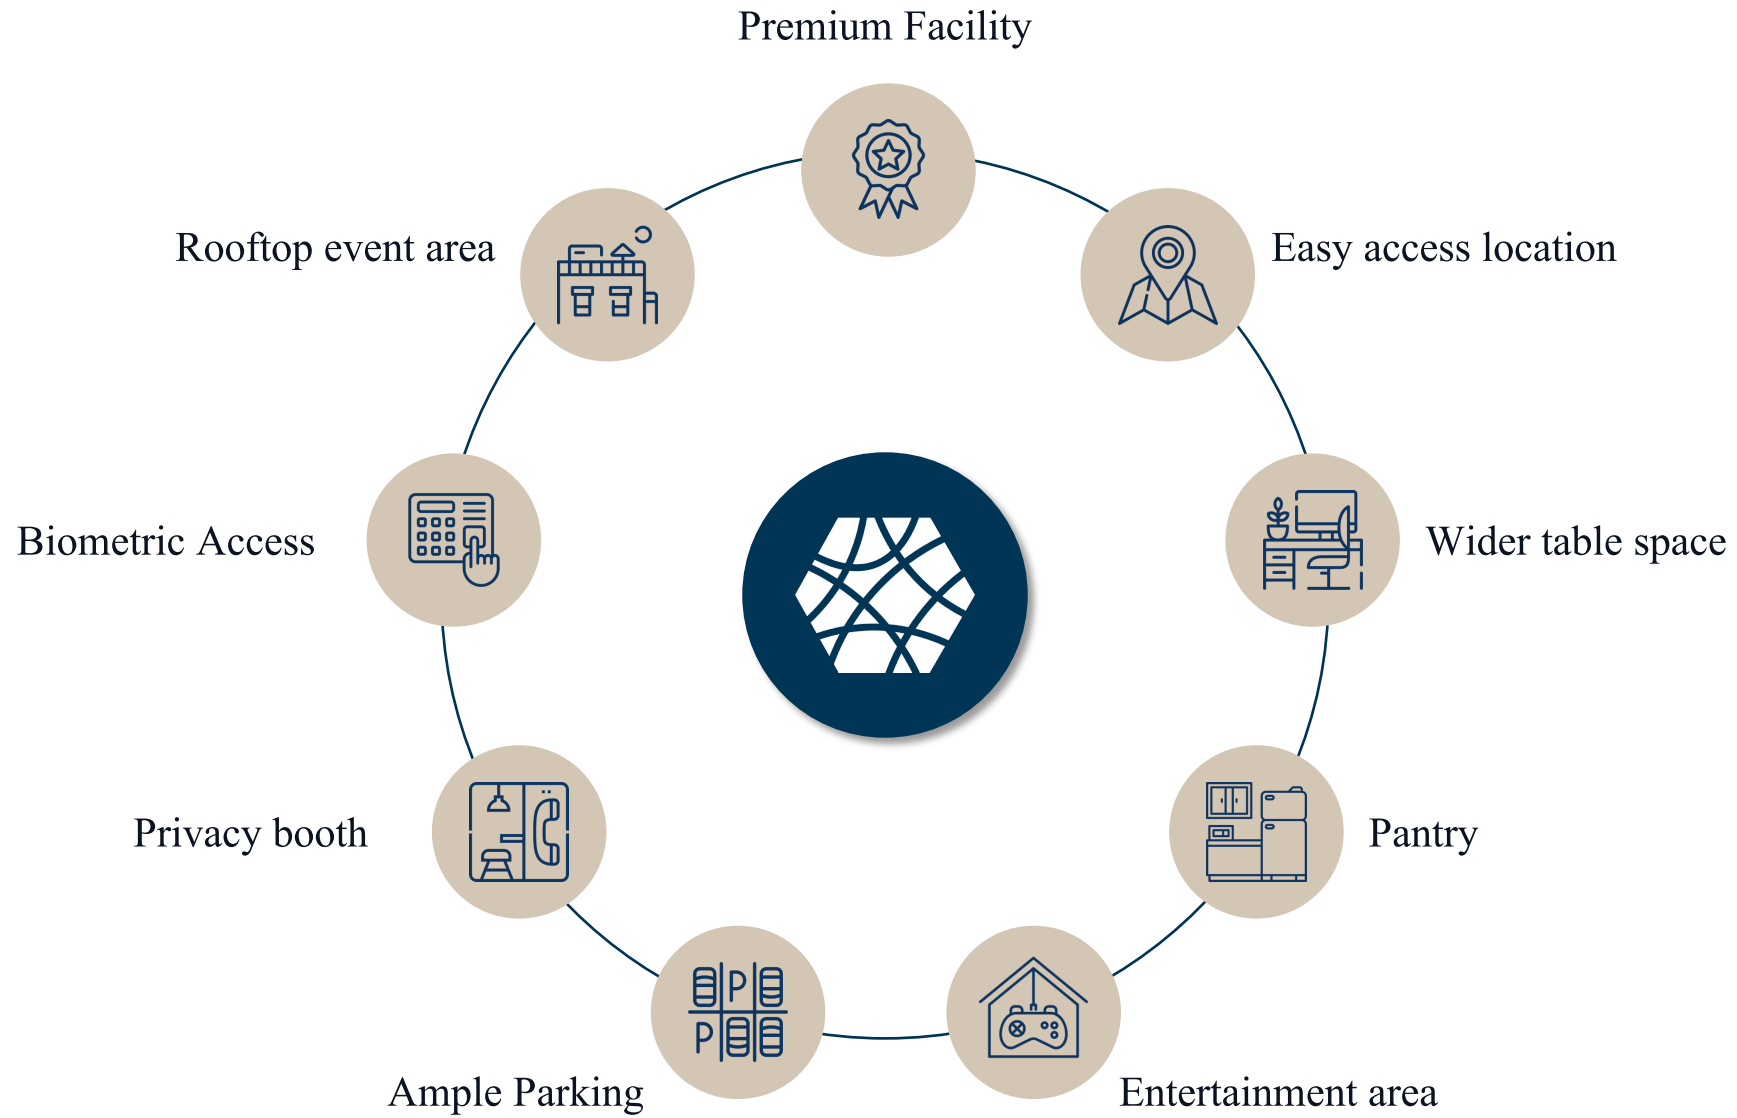 Premium Facility
Rooftop event area
Easy access location
Biometric Access
Wider table space
Privacy booth
Pantry
P
P
Ample Parking
Entertainment area